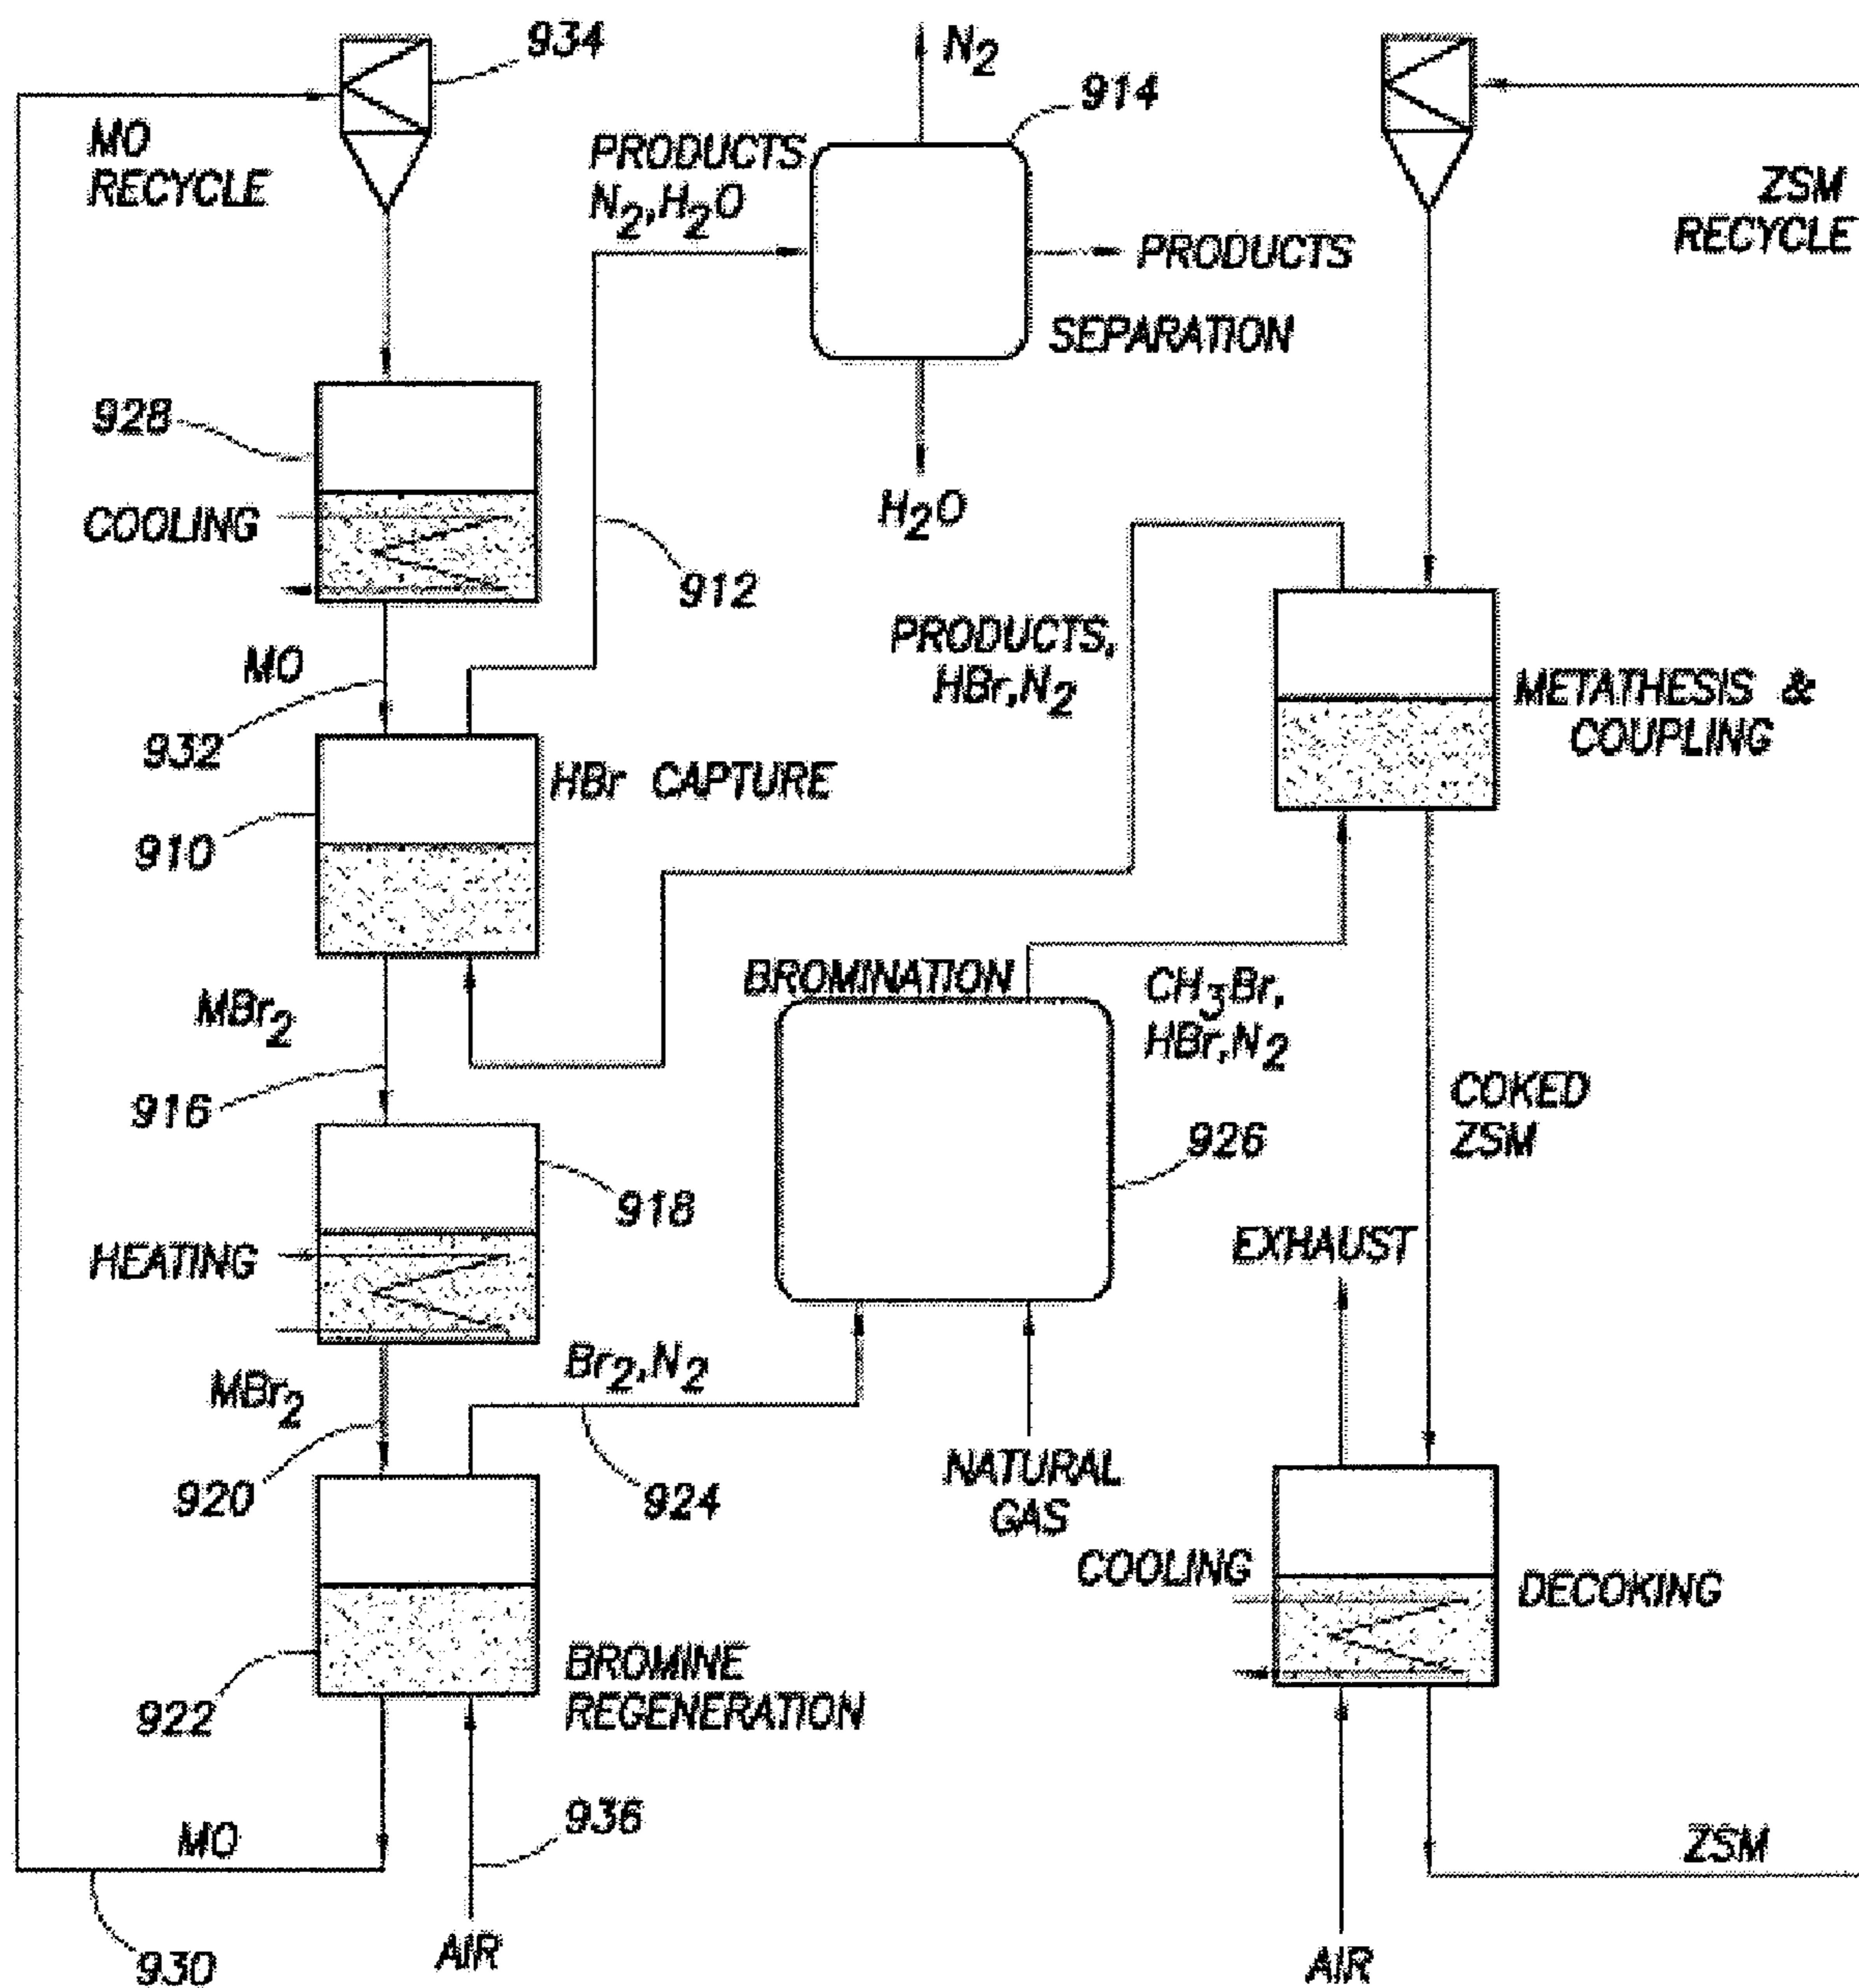 934
N2
914
MO
RECYCLE
PRODUCTS
N2,H2O
PRODUCTS
ZSM
RECYCLE
SEPARATION
928
H2O
COOLING
912
PRODUCTS,
HBr,N2
MO
METATHESIS &
COUPLING
932
HBr CAPTURE
910
BROMINATION
CH3Br,
HBr,N2
MBr2
916
COKED
ZSM
926
918
HEATING
EXHAUST
Br2,N2
MBr2
920
924
NATURAL
GAS
COOLING
DECOKING
BROMINE
REGENERATION
922
936
MO
ZSM
AIR
930
AIR